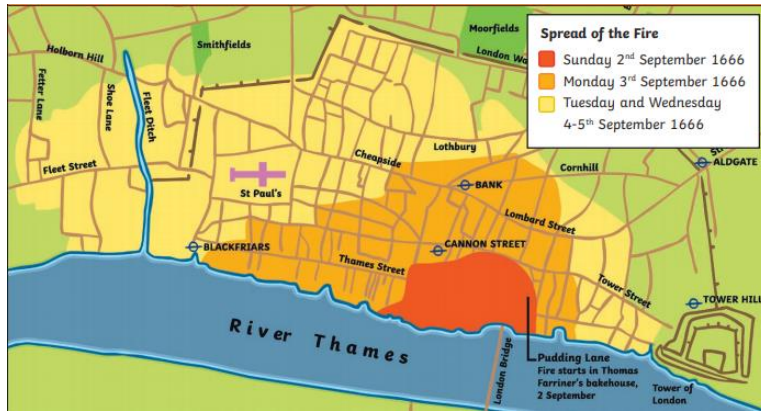 Spread of the Fire
Sunday 2nd September 1666
Monday 3rd September 1666
Tuesday and Wednesday
4-5th September 1666
Moorfields
London Wa
Smithfields
Holborn Hill
Fetter Lane
Shoe Lane
Fleet Ditch
Fleet Street
St Paul's
Cheapside
Lothbury
Cornhill
St
ALDGATE
BANK
Lombard Street
BLACKFRIARS
CANNON STREET
Thames Street
Tower Street
TOWER HILL
River Thames
London Bridge
Pudding Lane
Fire starts in Thomas
Farriner's bakehouse,
2 September
Tower of
London